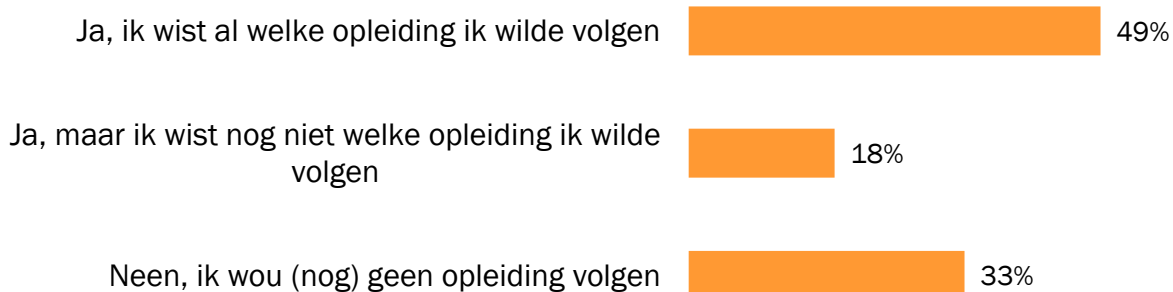 Ja, ik wist al welke opleiding ik wilde volgen
49%
Ja, maar ik wist nog niet welke opleiding ik wilde
volgen
18%
Neen, ik wou (nog) geen opleiding volgen
33%